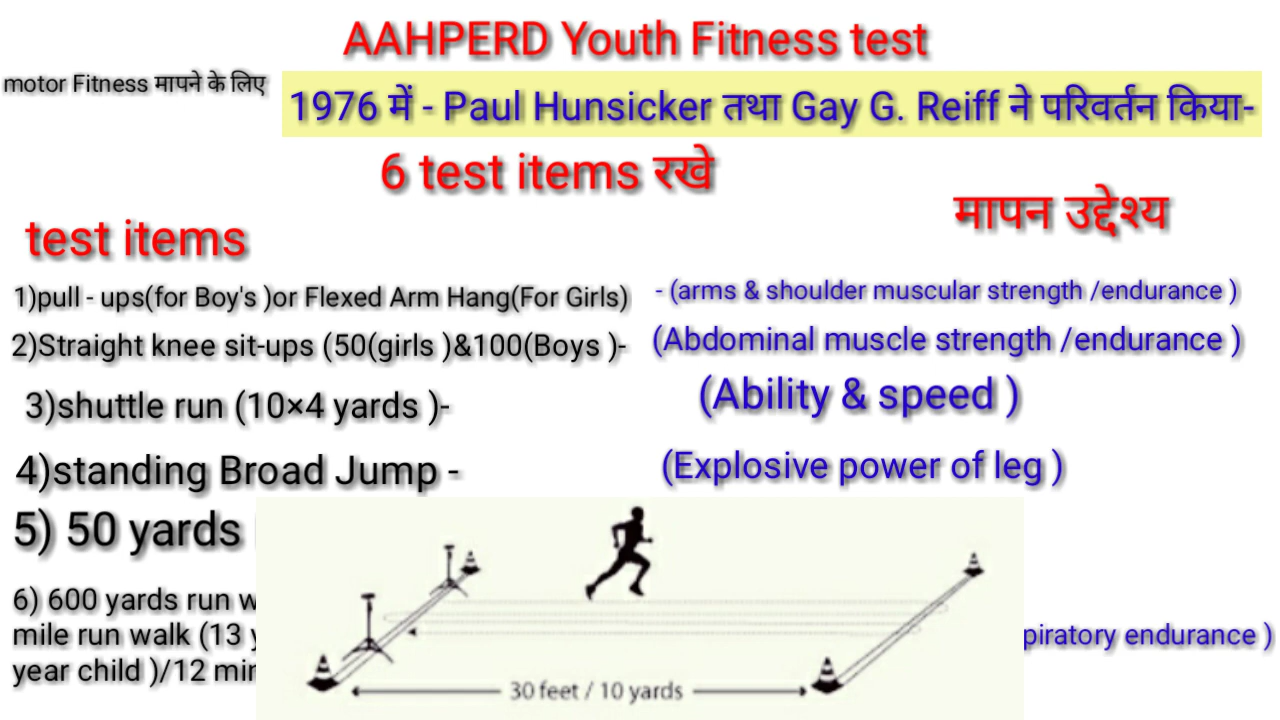 AAHPERD Youth Fitness test
motor Fitness मापने के लिए
1976 में - Paul Hunsicker तथा Gay G. Reiff ने परिवर्तन किया-
6 test items रखे
मापन उद्देश्य
test items
1)pull - ups(for Boy's )or Flexed Arm Hang(For Girls)
- (arms & shoulder muscular strength /endurance )
2)Straight knee sit-ups (50(girls )&100(Boys )-
(Abdominal muscle strength /endurance )
3)shuttle run (10×4 yards )-
(Ability & speed )
4)standing Broad Jump -
(Explosive power of leg )
5) 50 yards
6) 600 yards run
mile run walk (13
piratory endurance )
year child )/12
30 feet / 10 yards